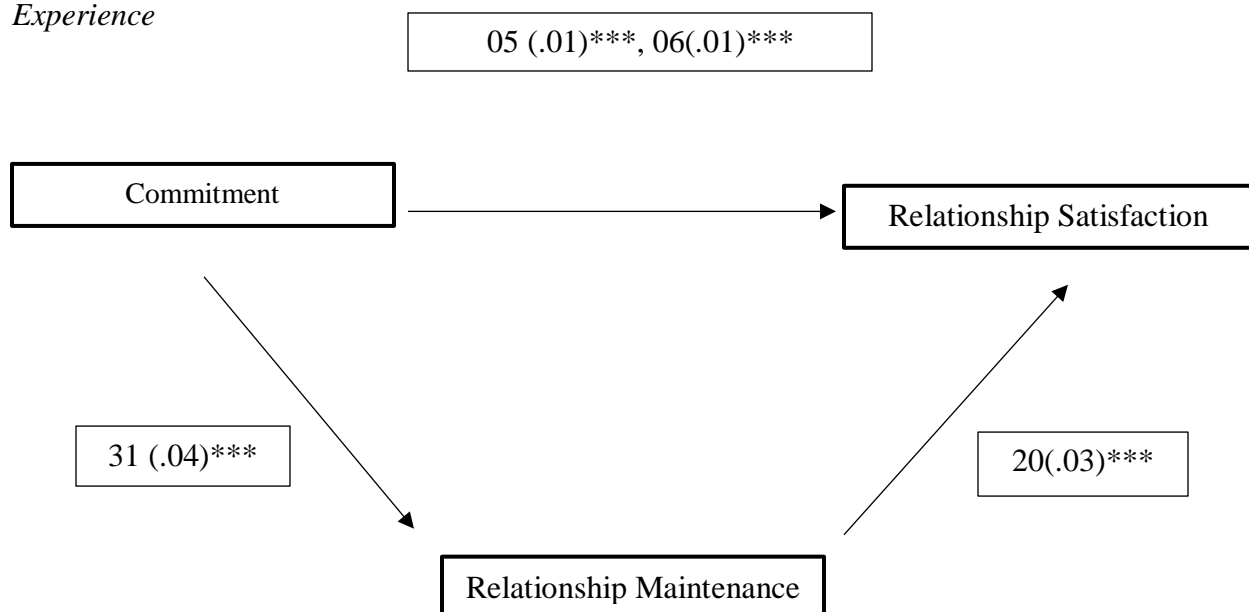 Experience
05 (.01)***, 06(.01)***
Commitment
Relationship Satisfaction
31 (.04)***
20(.03)***
Relationship Maintenance